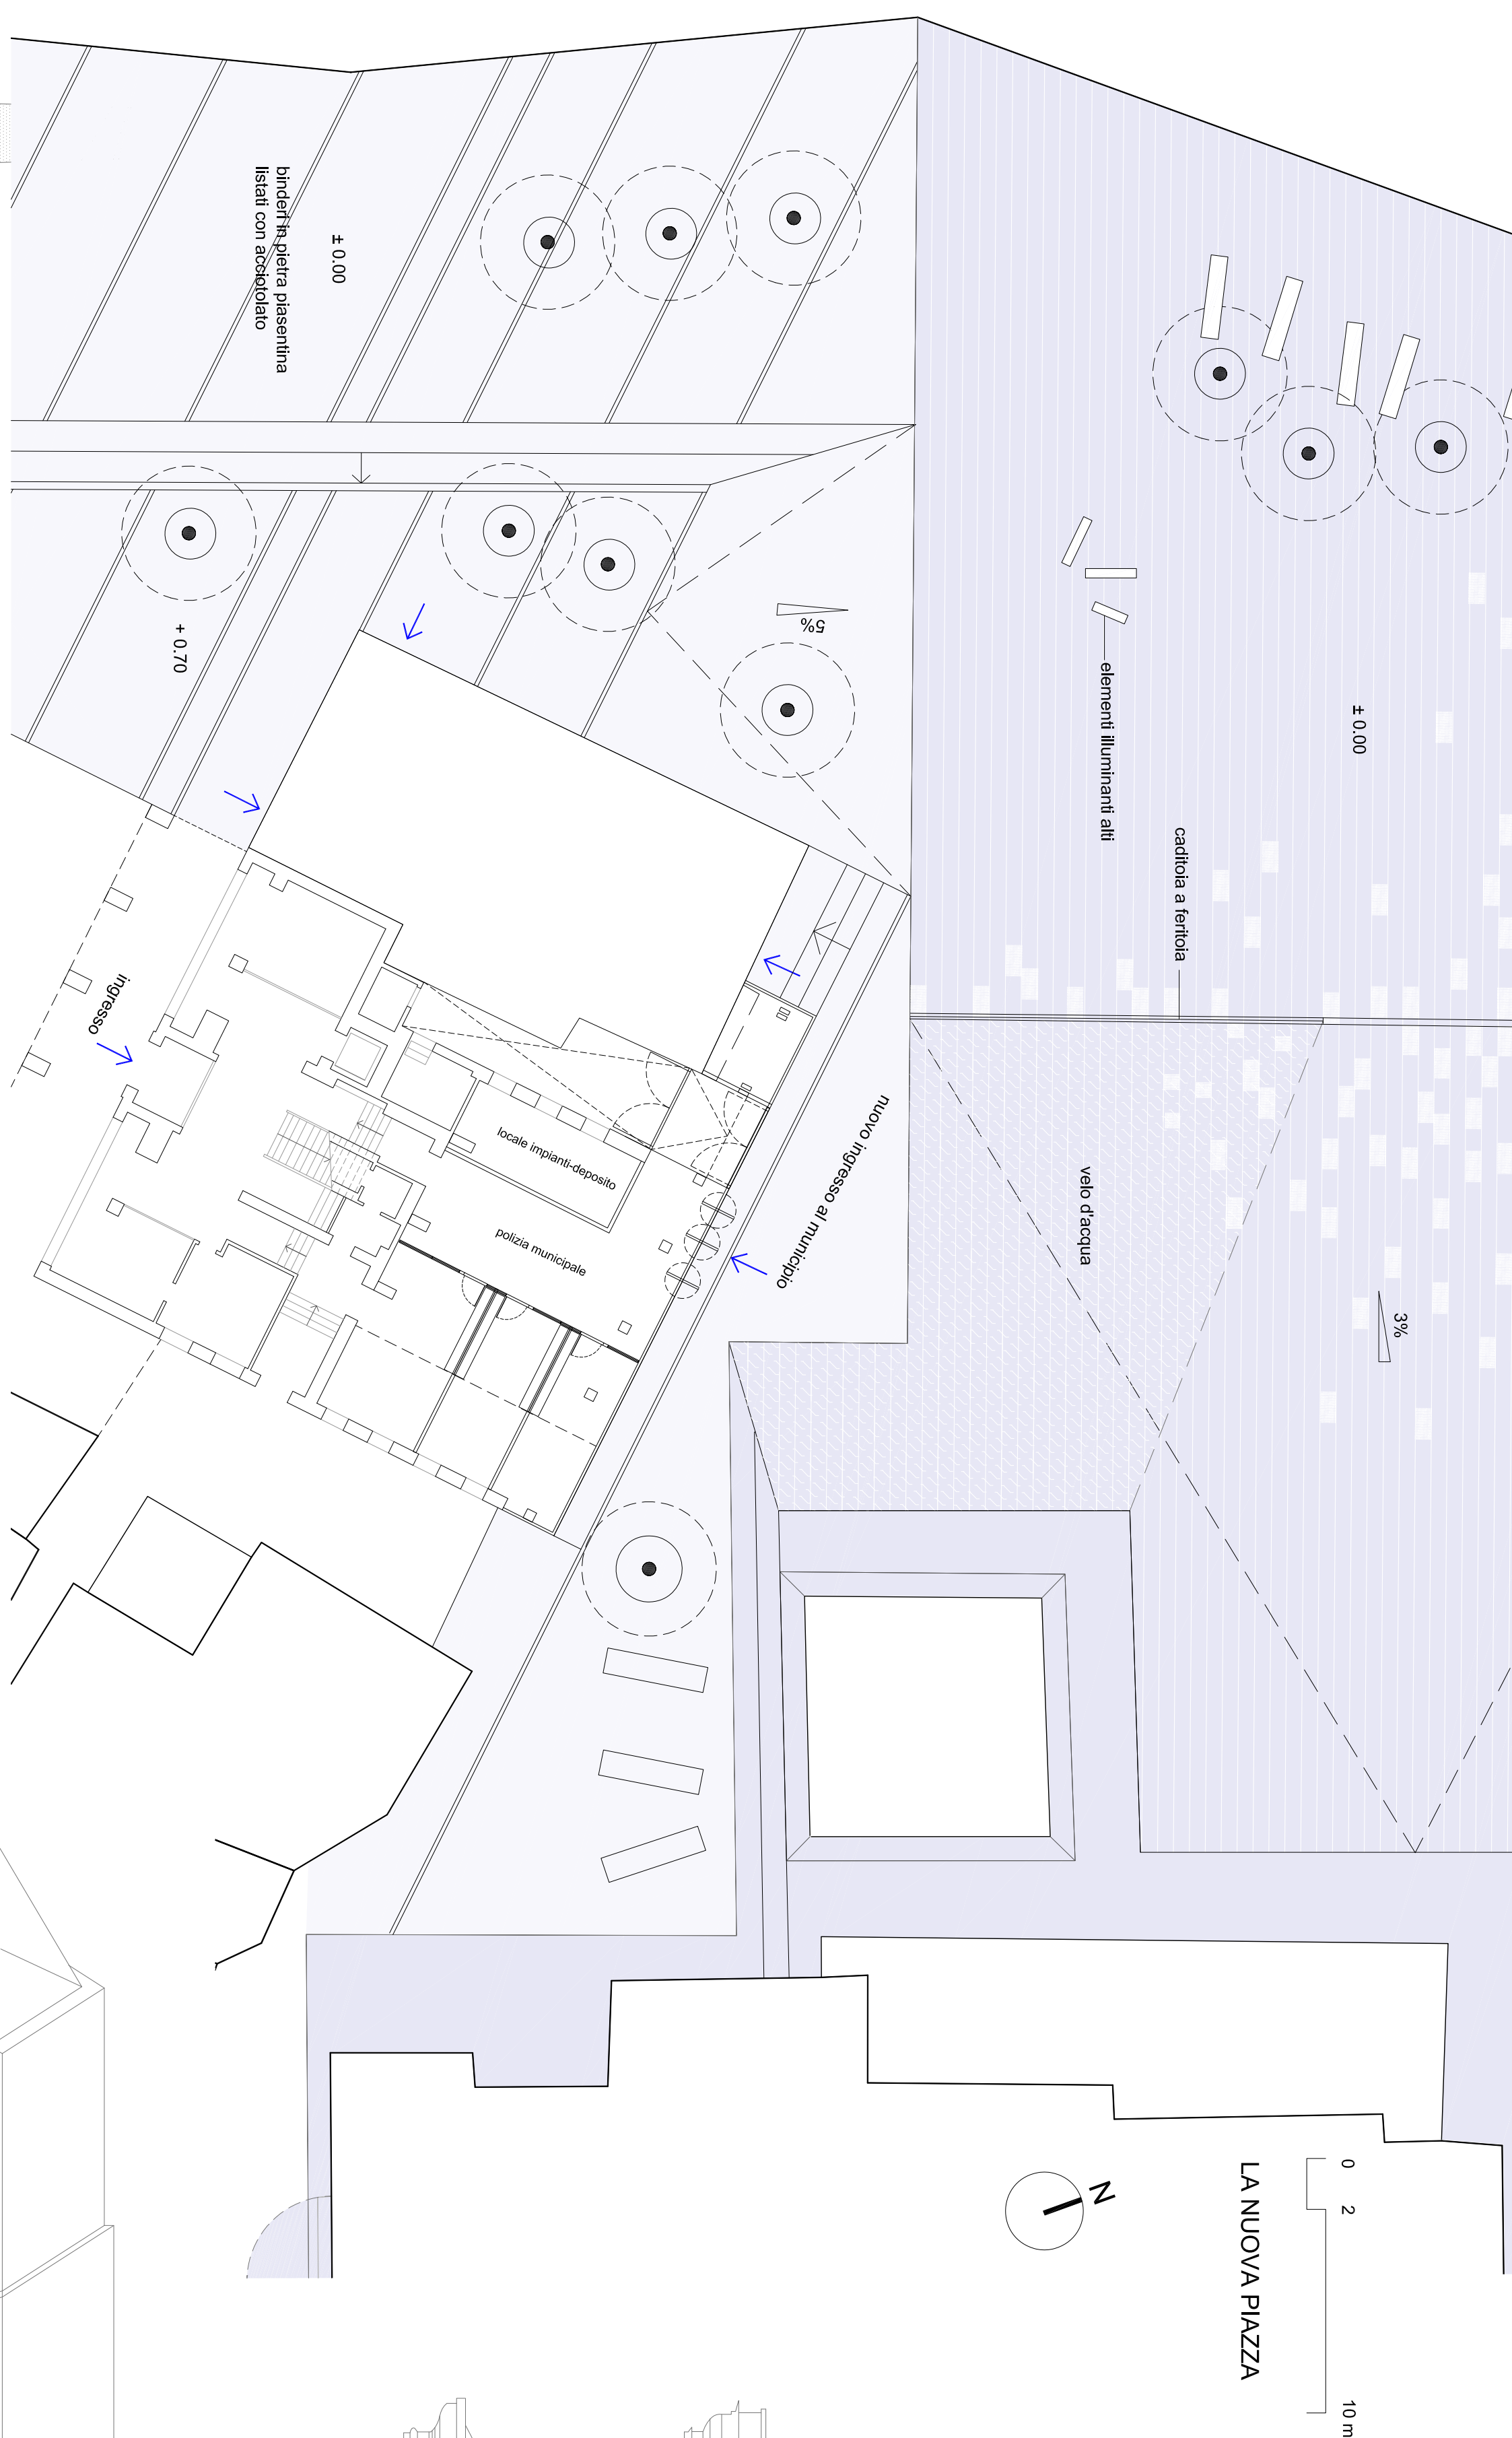 binderi in pietra piasentina
listati con acciotolato
± 0.00
+ 0.70
5%
elementi illuminanti alti
± 0.00
caditoia a feritoia
ingresso
locale impianti-deposito
polizia municipale
nuovo ingresso al municipio
velo d'acqua
3%
N
LA NUOVA PIAZZA
0 2 10 m